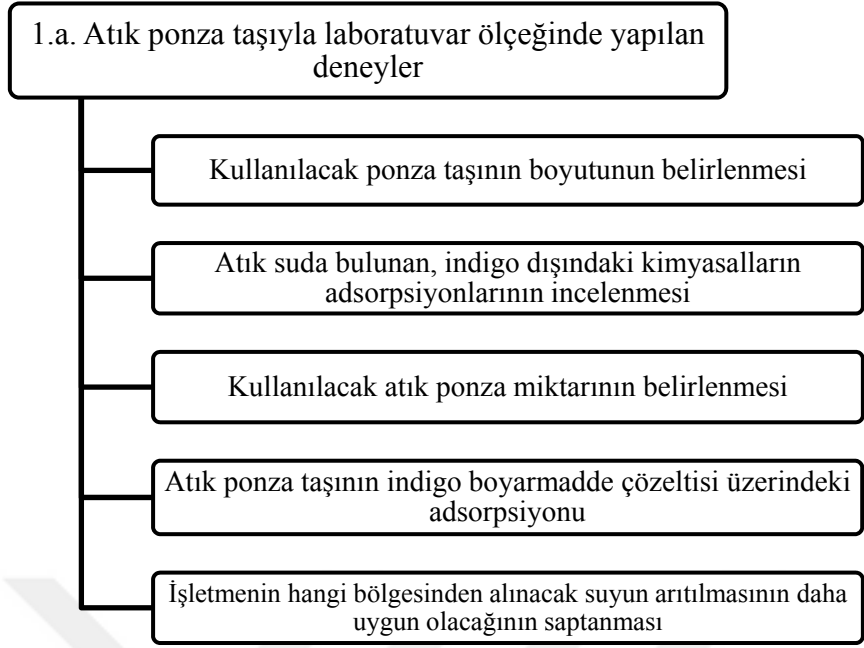 1.a. Atık ponza taşıyla laboratuvar ölçeğinde yapılan
deneyler
Kullanılacak ponza taşının boyutunun belirlenmesi
Atık suda bulunan, indigo dışındaki kimyasalların
adsorpsiyonlarının incelenmesi
Kullanılacak atık ponza miktarının belirlenmesi
Atık ponza taşının indigo boyarmadde çözeltisi üzerindeki
adsorpsiyonu
İşletmenin hangi bölgesinden alınacak suyun arıtılmasının daha
uygun olacağının saptanması